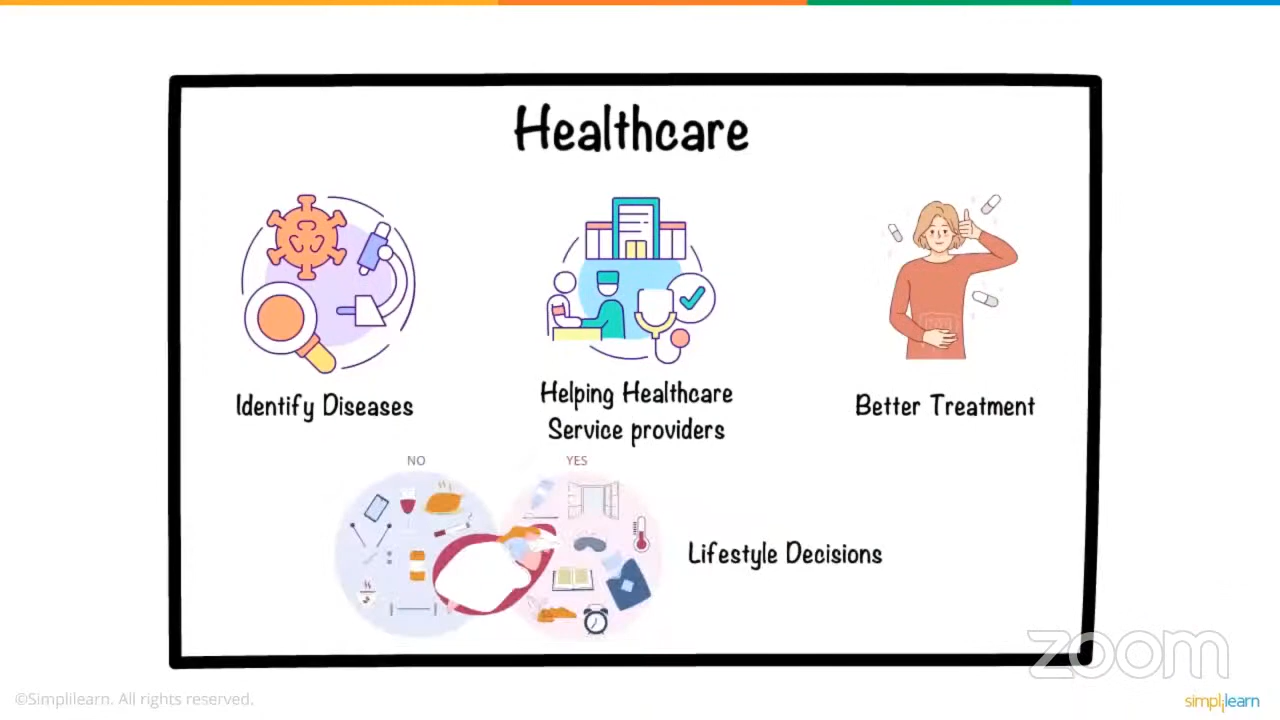 Healthcare
Identify Diseases
Helping Healthcare
Service providers
Better Treatment
NO
YES
Lifestyle Decisions
zoom
©Simplilearn. All rights reserved.
simplilearn